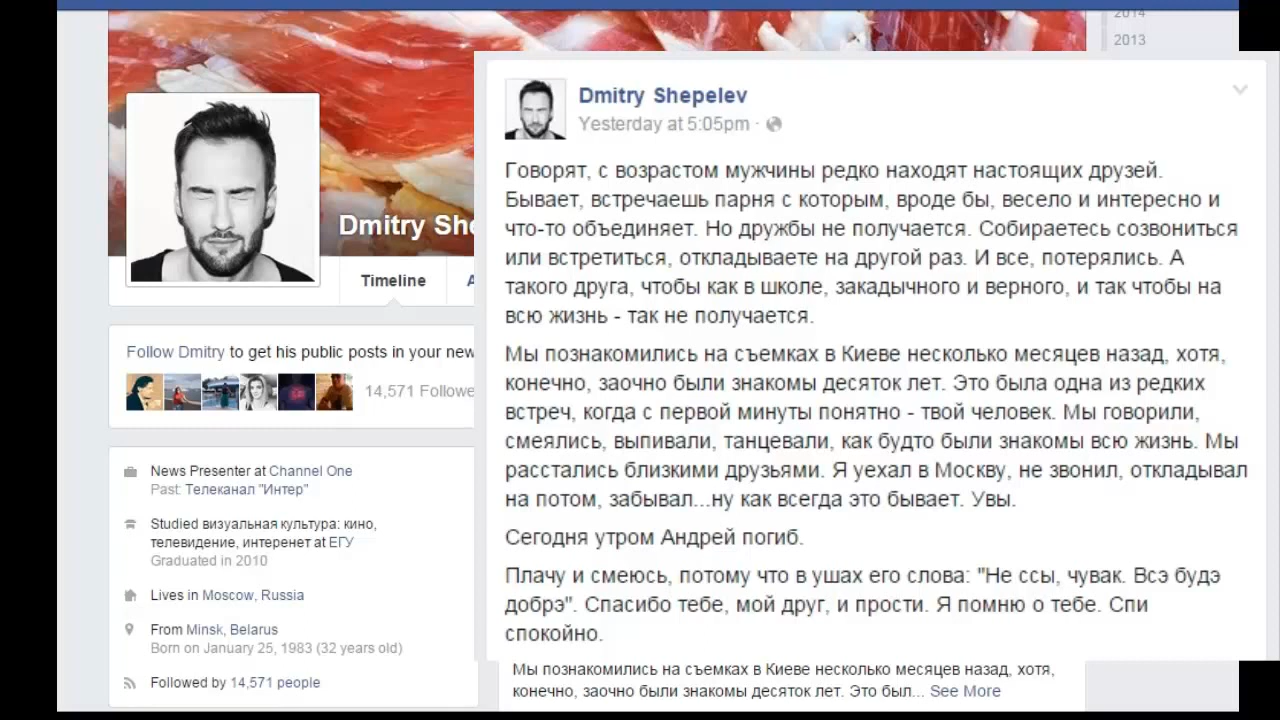 2014
2013
Dmitry She
Timeline
Follow Dmitry to get his public posts in your new
14,571 Followe
News Presenter at Channel One
Past: Телеканал "Интер"
Studied визуальная культура: кино,
телевидение, интеренет at ЕГУ
Graduated in 2010
Lives in Moscow, Russia
From Minsk, Belarus
Born on January 25, 1983 (32 years old)
Followed by 14,571 people
Dmitry Shepelev
Yesterday at 5:05pm ·
Говорят, с возрастом мужчины редко находят настоящих друзей.
Бывает, встречаешь парня с которым, вроде бы, весело и интересно и
что-то объединяет. Но дружбы не получается. Собираетесь созвониться
или встретиться, откладываете на другой раз. И все, потерялись. А
такого друга, чтобы как в школе, закадычного и верного, и так чтобы на
всю жизнь - так не получается.
Мы познакомились на съемках в Киеве несколько месяцев назад, хотя,
конечно, заочно были знакомы десяток лет. Это была одна из редких
встреч, когда с первой минуты понятно - твой человек. Мы говорили,
смеялись, выпивали, танцевали, как будто были знакомы всю жизнь. Мы
расстались близкими друзьями. Я уехал в Москву, не звонил, откладывал
на потом, забывал...ну как всегда это бывает. Увы.
Сегодня утром Андрей погиб.
Плачу и смеюсь, потому что в ушах его слова: "Не ссы, чувак. Всэ будэ
добрэ". Спасибо тебе, мой друг, и прости. Я помню о тебе. Спи
спокойно.
Мы познакомились на съемках в Киеве несколько месяцев назад, хотя,
конечно, заочно были знакомы десяток лет. Это был... See More